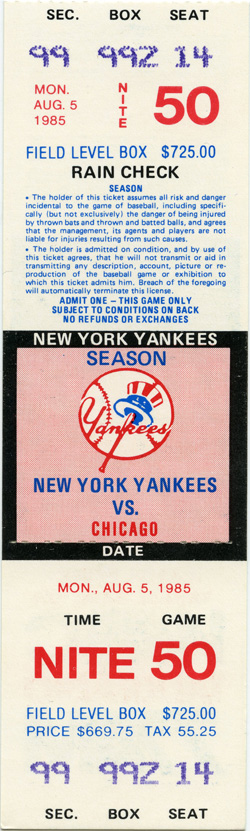 SEC. BOX SEAT
99 99Z 14
MON.
AUG. 5
1985
NITE
50
FIELD LEVEL BOX $725.00
RAIN CHECK
SEASON
• The holder of this ticket assumes all risk and danger
incidental to the game of baseball, including specifi-
cally (but not exclusively) the danger of being injured
by thrown bats and thrown and batted balls, and agrees
that the management, its agents and players are not
liable for injuries resulting from such causes.
• The holder is admitted on condition, and by use of
this ticket agrees, that he will not transmit or aid in
transmitting any description, account, picture or re-
production of the baseball game or exhibition to
which this ticket admits him. Breach of the foregoing
will automatically terminate this license.
ADMIT ONE – THIS GAME ONLY
SUBJECT TO CONDITIONS ON BACK
NO REFUNDS OR EXCHANGES
NEW YORK YANKEES
SEASON
Yankees
NEW YORK YANKEES
VS.
CHICAGO
DATE
MON., AUG. 5, 1985
TIME GAME
NITE 50
FIELD LEVEL BOX $725.00
PRICE $669.75 TAX 55.25
99 99Z 14
SEC. BOX SEAT